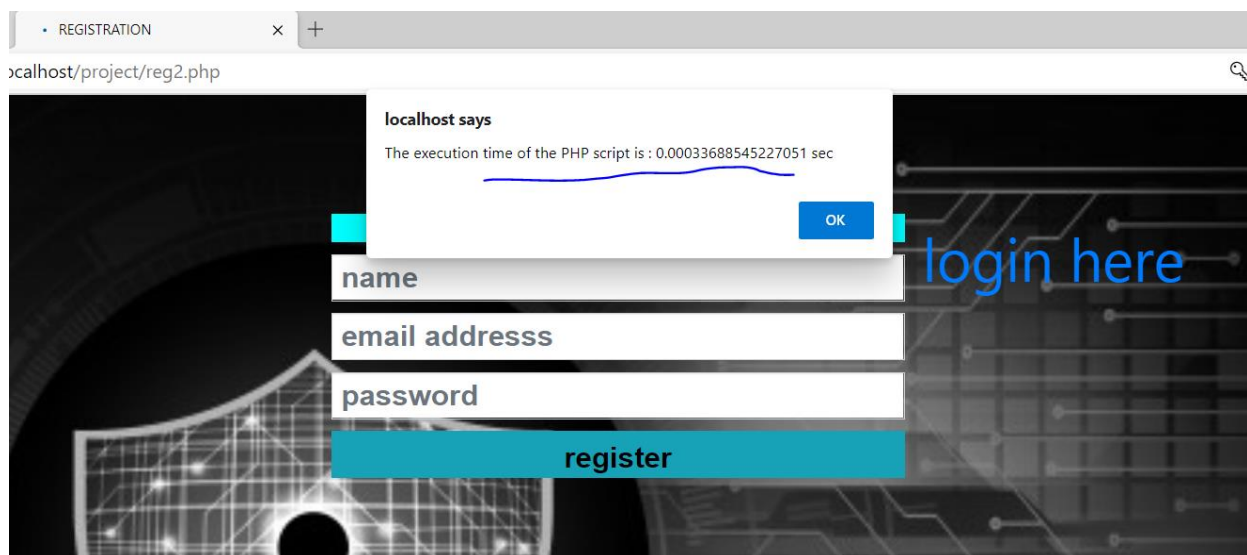 REGISTRATION
ocalhost/project/reg2.php
localhost says
The execution time of the PHP script is : 0.00033688545227051 sec
OK
login here
name
email addresss
password
register